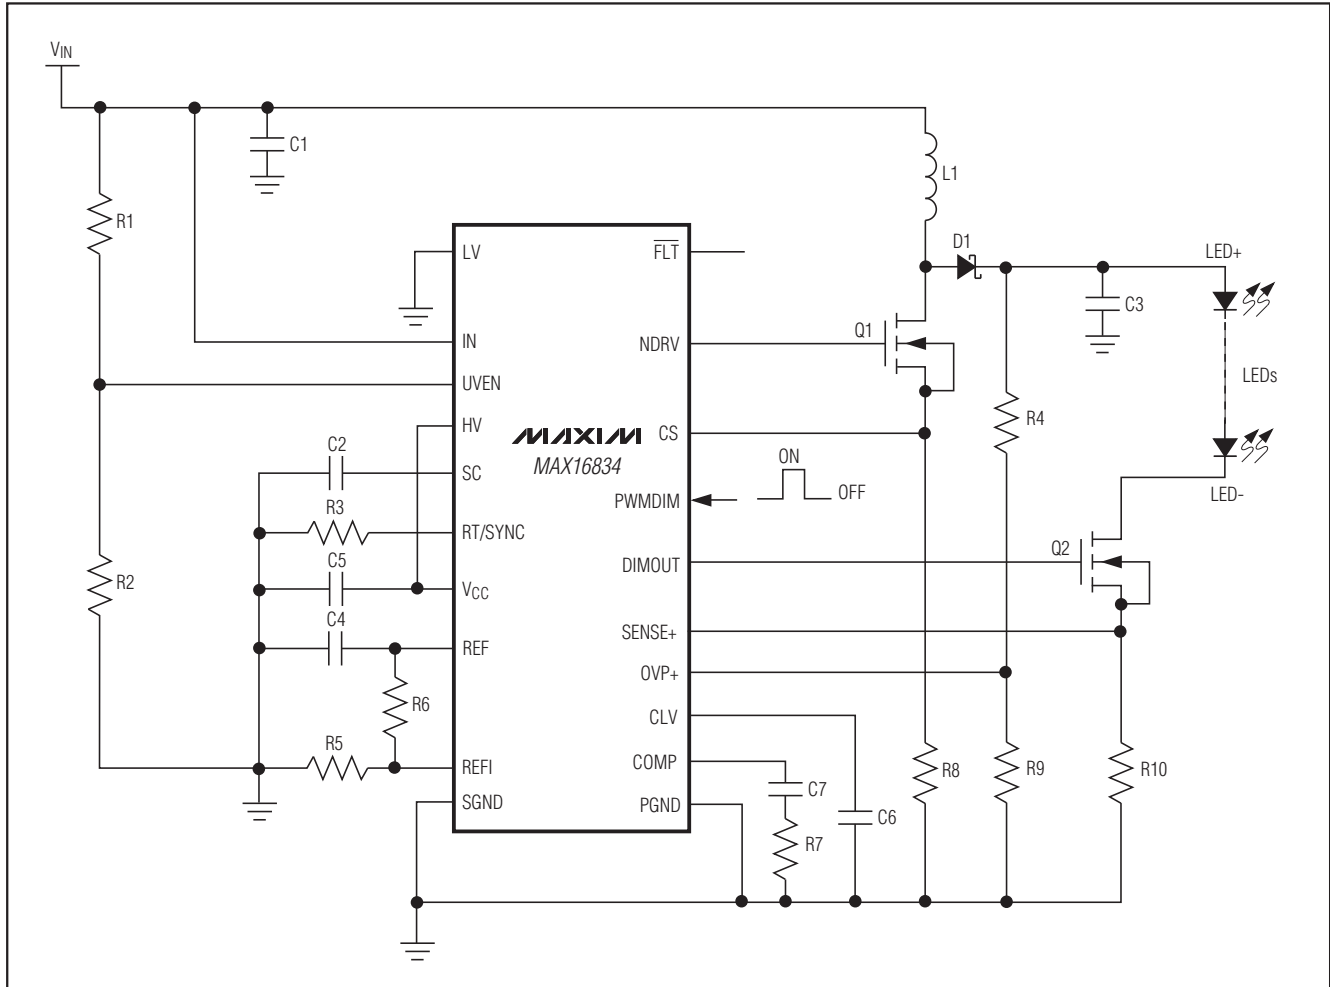 VIN
C1
R1
L1
D1
LED+
LV
FLT
C3
Q1
IN
NDRV
UVEN
LEDs
HV
MAXIM
CS
R4
MAX16834
C2
SC
ON
OFF
LED-
PWMDIM
R3
RT/SYNC
Q2
DIMOUT
C5
R2
VCC
C4
SENSE+
REF
OVP+
R6
CLV
R5
REFI
COMP
R8
R9
R10
C7
SGND
PGND
C6
R7